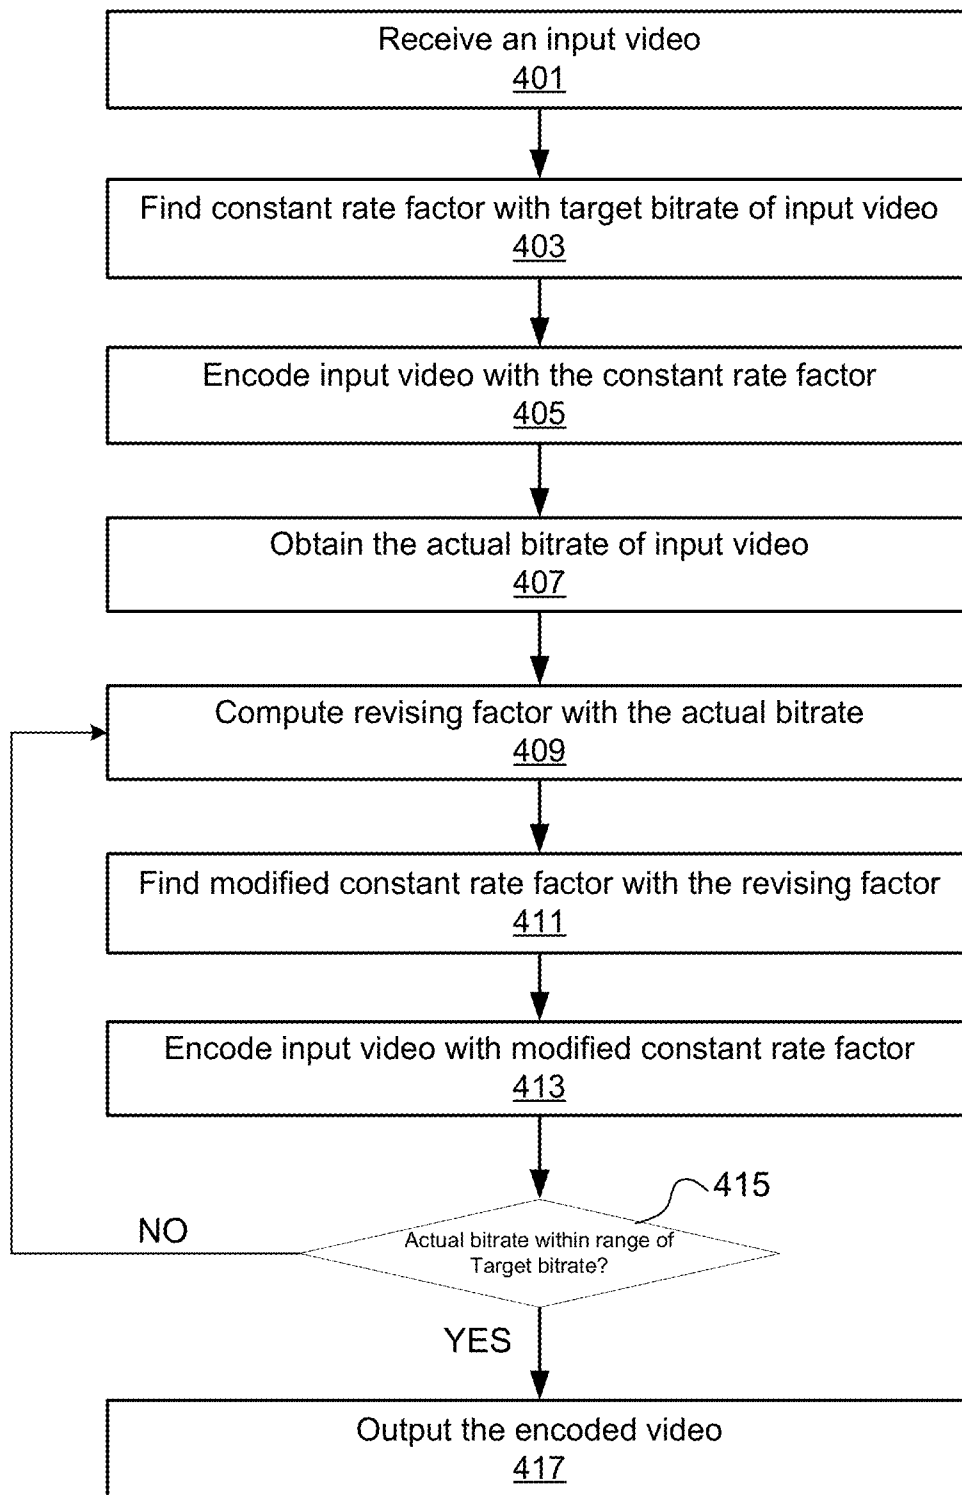 Receive an input video
401
Find constant rate factor with target bitrate of input video
403
Encode input video with the constant rate factor
405
Obtain the actual bitrate of input video
407
Compute revising factor with the actual bitrate
409
Find modified constant rate factor with the revising factor
411
Encode input video with modified constant rate factor
413
415
Actual bitrate within range of
Target bitrate?
NO
YES
Output the encoded video
417